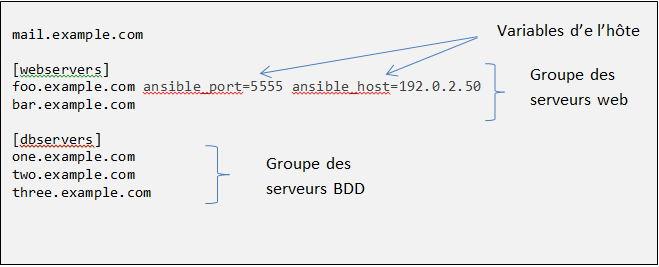 mail.example.com
Variables d'e l'hôte
[webservers]
foo.example.com ansible_port=5555 ansible_host=192.0.2.50
bar.example.com
Groupe des
serveurs web
[dbservers]
one.example.com
two.example.com
three.example.com
Groupe des
serveurs BDD